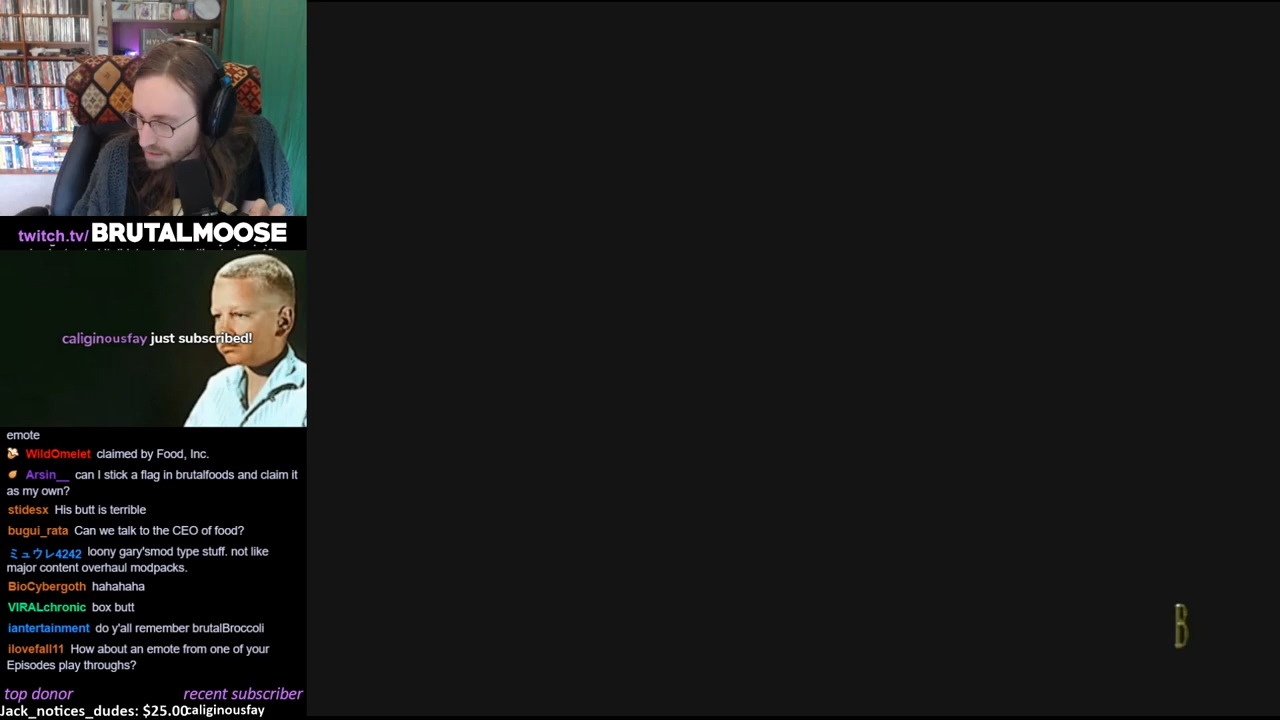 twitch.tv/BRUTALMOOSE
caliginousfay just subscribed!
emote
WildOmelet claimed by Food, Inc.
Arsin__ can I stick a flag in brutalfoods and claim it
as my own?
stidesx His butt is terrible
bugui_rata Can we talk to the CEO of food?
ミュウレ4242 loony gary'smod type stuff. not like
major content overhaul modpacks.
BioCybergoth hahahaha
VIRALchronic box butt
iantertainment do y'all remember brutalBroccoli
ilovefall11 How about an emote from one of your
Episodes play throughs?
top donor recent subscriber
Jack_notices_dudes: $25.00 caliginousfay
B